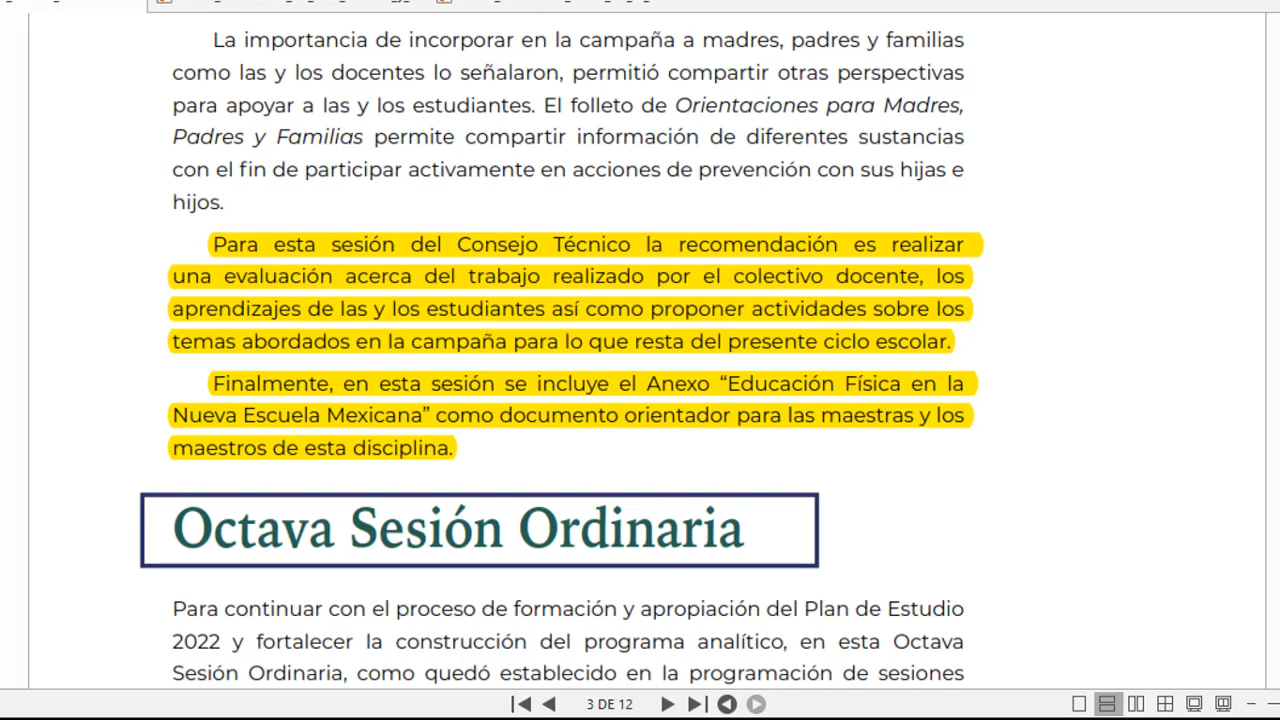 La importancia de incorporar en la campaña a madres, padres y familias
como las y los docentes lo señalaron, permitió compartir otras perspectivas
para apoyar a las y los estudiantes. El folleto de Orientaciones para Madres,
Padres y Familias permite compartir información de diferentes sustancias
con el fin de participar activamente en acciones de prevención con sus hijas e
hijos.
Para esta sesión del Consejo Técnico la recomendación es realizar
una evaluación acerca del trabajo realizado por el colectivo docente, los
aprendizajes de las y los estudiantes así como proponer actividades sobre los
temas abordados en la campaña para lo que resta del presente ciclo escolar.
Finalmente, en esta sesión se incluye el Anexo “Educación Física en la
Nueva Escuela Mexicana” como documento orientador para las maestras y los
maestros de esta disciplina.
Octava Sesión Ordinaria
Para continuar con el proceso de formación y apropiación del Plan de Estudio
2022 y fortalecer la construcción del programa analítico, en esta Octava
Sesión Ordinaria, como quedó establecido en la programación de sesiones
3 DE 12